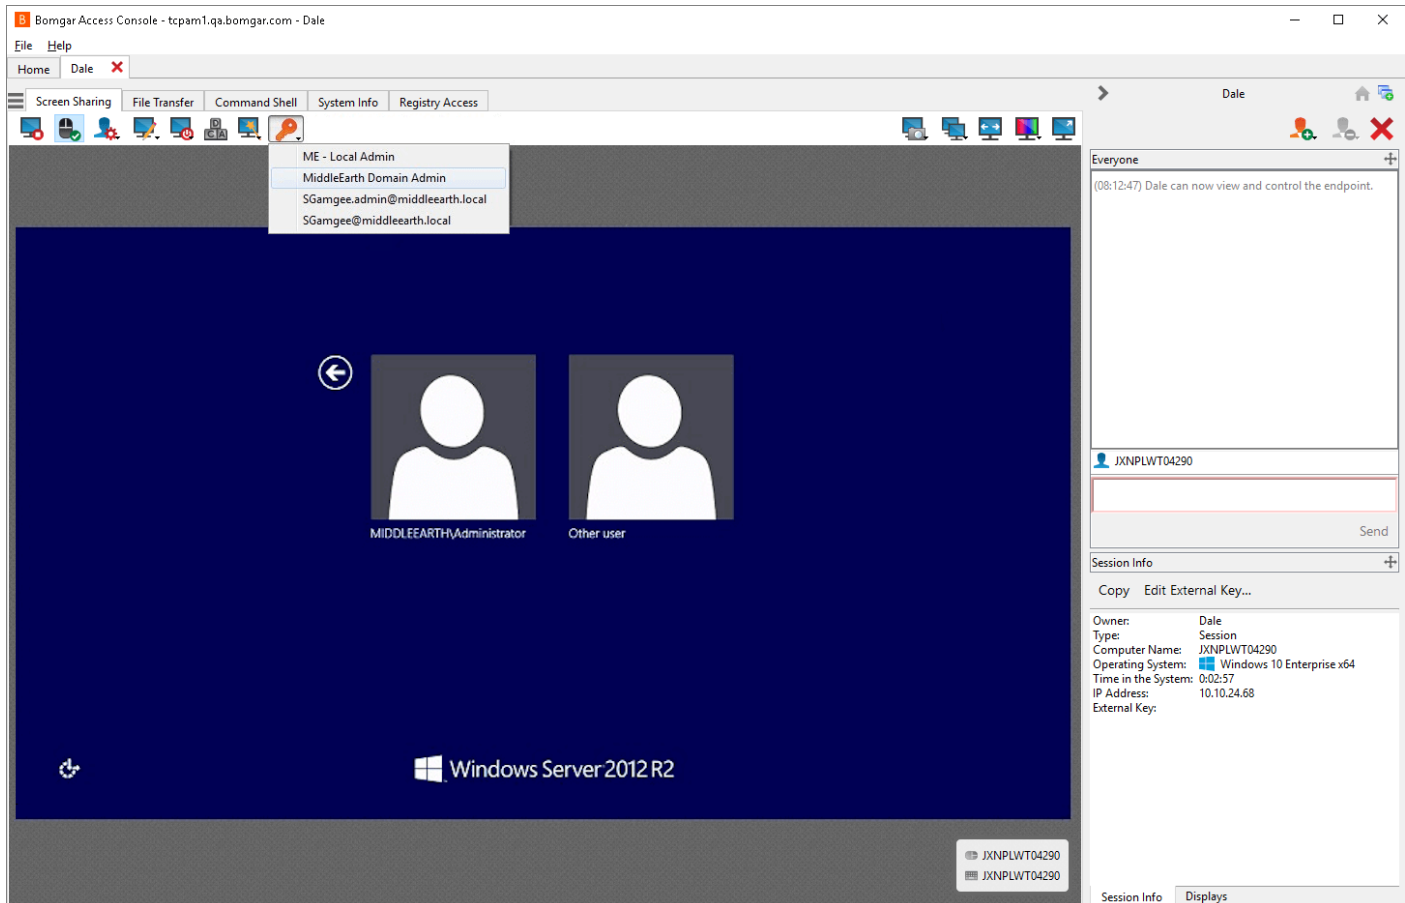 Bomgar Access Console - tcpam1.qa.bomgar.com - Dale
File Help
Home Dale
Screen Sharing File Transfer Command Shell System Info Registry Access
Dale
ME - Local Admin
MiddleEarth Domain Admin
SGamgee.admin@middleearth.local
SGamgee@middleearth.local
Everyone
(08:12:47) Dale can now view and control the endpoint.
JXNPLWT04290
Send
MIDDLEEARTH\Administrator Other user
Windows Server 2012 R2
JXNPLWT04290
JXNPLWT04290
Session Info
Copy Edit External Key...
Owner: Dale
Type: Session
Computer Name: JXNPLWT04290
Operating System: Windows 10 Enterprise x64
Time in the System: 0:02:57
IP Address: 10.10.24.68
External Key:
Session Info Displays